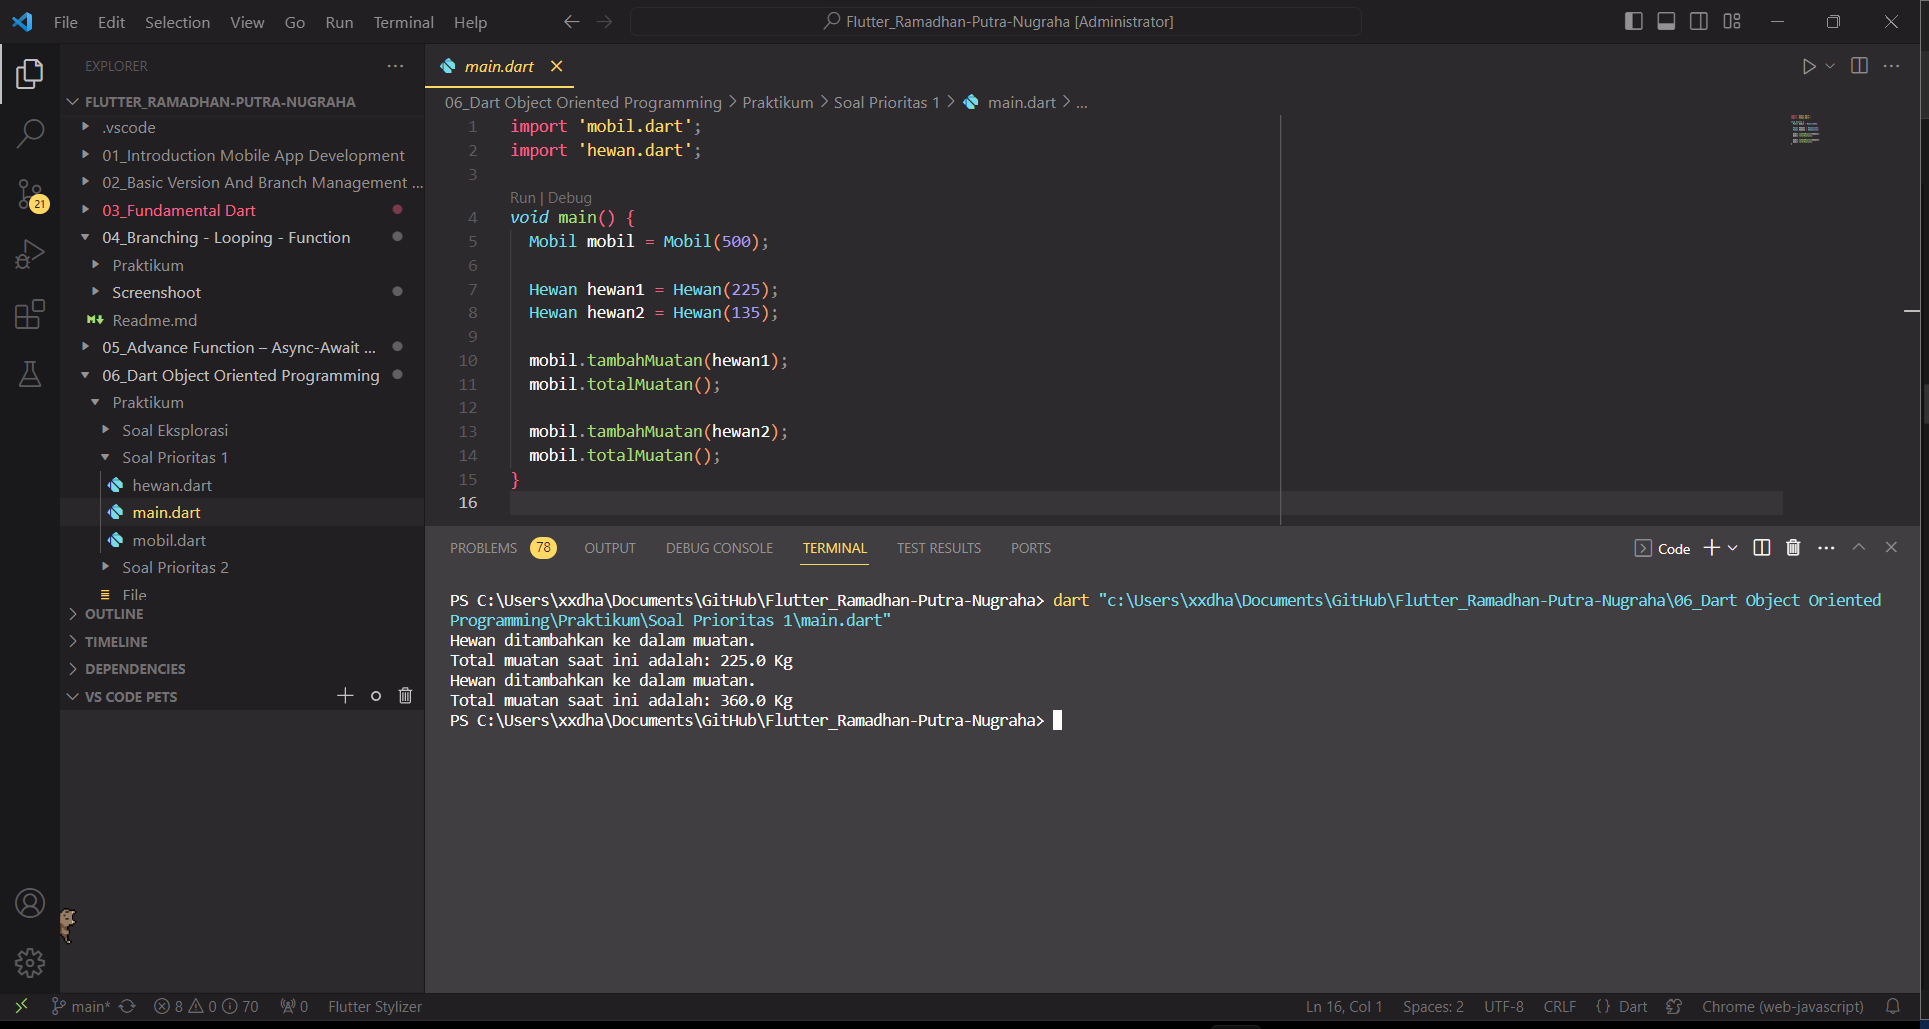 File Edit Selection View Go Run Terminal Help
Flutter_Ramadhan-Putra-Nugraha [Administrator]
EXPLORER
FLUTTER_RAMADHAN-PUTRA-NUGRAHA
.vscode
01_Introduction Mobile App Development
02_Basic Version And Branch Management ...
03_Fundamental Dart
04_Branching - Looping - Function
Praktikum
Screenshoot
Readme.md
05_Advance Function – Async-Await ...
06_Dart Object Oriented Programming
Praktikum
Soal Eksplorasi
Soal Prioritas 1
hewan.dart
main.dart
mobil.dart
Soal Prioritas 2
File
OUTLINE
TIMELINE
DEPENDENCIES
VS CODE PETS
21
main.dart
06_Dart Object Oriented Programming > Praktikum > Soal Prioritas 1 > main.dart > ...
1 import 'mobil.dart';
2 import 'hewan.dart';
3
Run | Debug
4 void main() {
5 Mobil mobil = Mobil(500);
6
7 Hewan hewan1 = Hewan(225);
8 Hewan hewan2 = Hewan(135);
9
10 mobil.tambahMuatan(hewan1);
11 mobil.totalMuatan();
12
13 mobil.tambahMuatan(hewan2);
14 mobil.totalMuatan();
15 }
16
PROBLEMS 78 OUTPUT DEBUG CONSOLE TERMINAL TEST RESULTS PORTS
Code
PS C:\Users\xxdha\Documents\GitHub\Flutter_Ramadhan-Putra-Nugraha> dart "c:\Users\xxdha\Documents\GitHub\Flutter_Ramadhan-Putra-Nugraha\06_Dart Object Oriented
Programming\Praktikum\Soal Prioritas 1\main.dart"
Hewan ditambahkan ke dalam muatan.
Total muatan saat ini adalah: 225.0 Kg
Hewan ditambahkan ke dalam muatan.
Total muatan saat ini adalah: 360.0 Kg
PS C:\Users\xxdha\Documents\GitHub\Flutter_Ramadhan-Putra-Nugraha>
main* 8 0 70 0 Flutter Stylizer
Ln 16, Col 1 Spaces: 2 UTF-8 CRLF {} Dart Chrome (web-javascript)